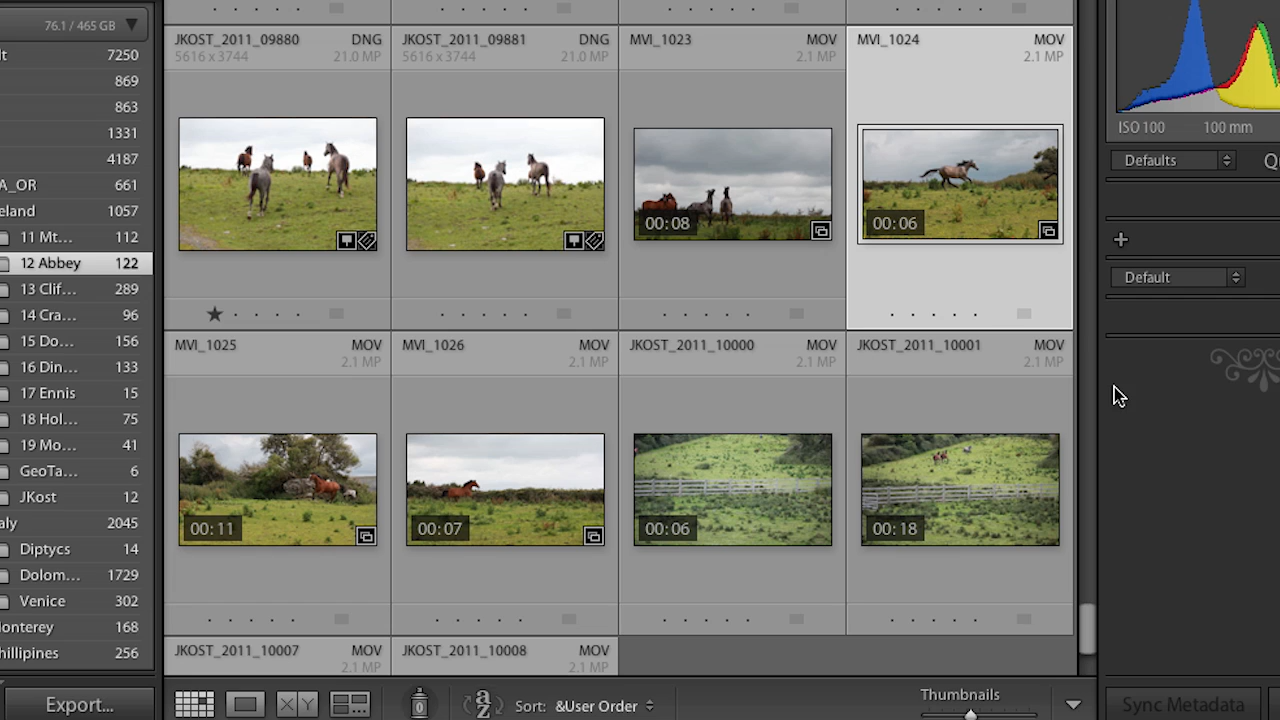 76.1 / 465 GB
lt 7250
869
863
1331
4187
A_OR 661
eland 1057
11 Mt... 112
12 Abbey 122
13 Clif... 289
14 Cra... 96
15 Do... 156
16 Din... 133
17 Ennis 15
18 Hol... 75
19 Mo... 41
GeoTa... 6
JKost 12
aly 2045
Diptycs 14
Dolom... 1729
Venice 302
onterey 168
hillipines 256
Export...
JKOST_2011_09880 DNG
5616 x 3744 21.0 MP
JKOST_2011_09881 DNG
5616 x 3744 21.0 MP
MVI_1023 MOV
2.1 MP
00:08
MVI_1024 MOV
2.1 MP
00:06
MVI_1025 MOV
2.1 MP
00:11
MVI_1026 MOV
2.1 MP
00:07
JKOST_2011_10000 MOV
2.1 MP
00:06
JKOST_2011_10001 MOV
2.1 MP
00:18
JKOST_2011_10007 MOV
2.1 MP
JKOST_2011_10008 MOV
2.1 MP
X Y
0
a
z
Sort: &User Order
Thumbnails
ISO 100 100 mm
Defaults Q
Default
Sync Metadata